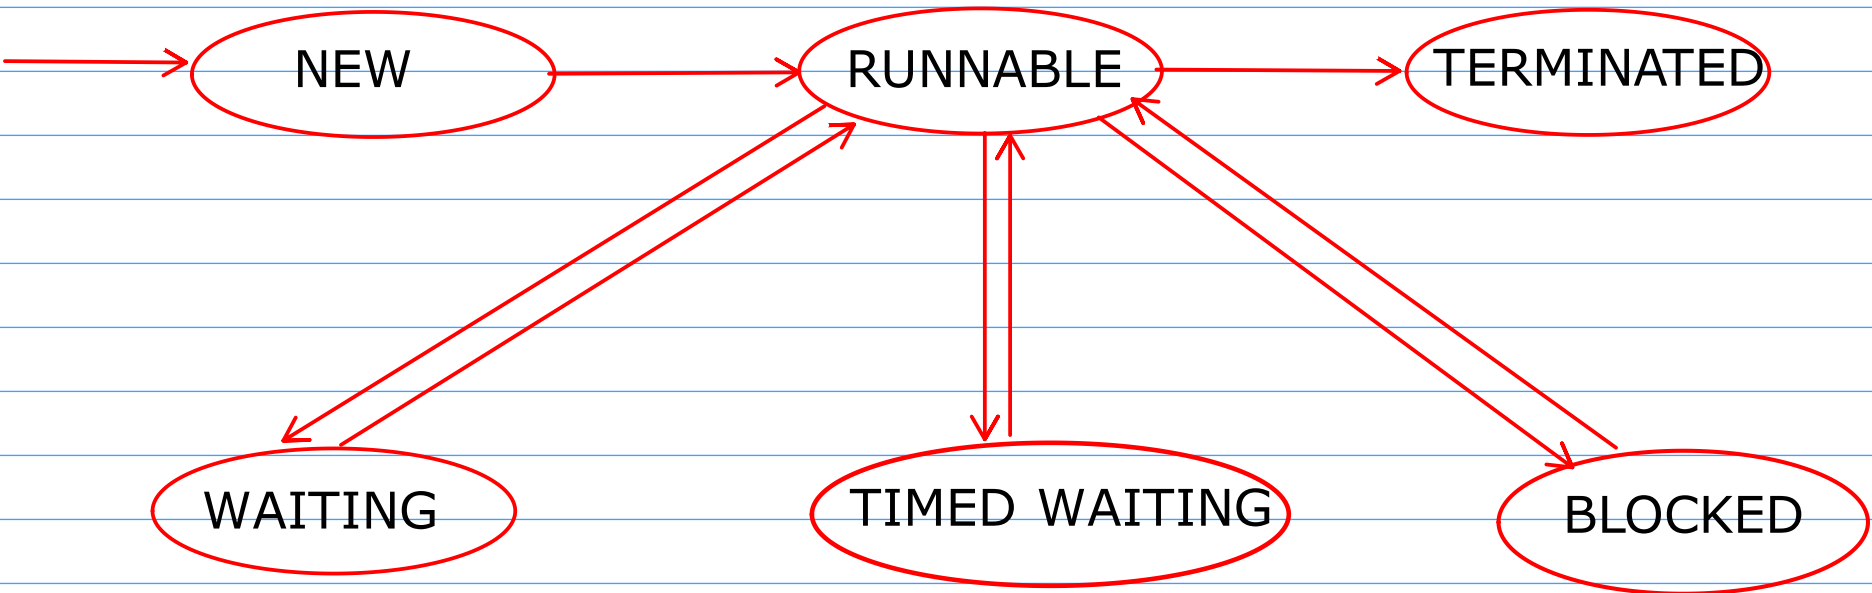 NEW
RUNNABLE
TERMINATED
WAITING
TIMED WAITING
BLOCKED